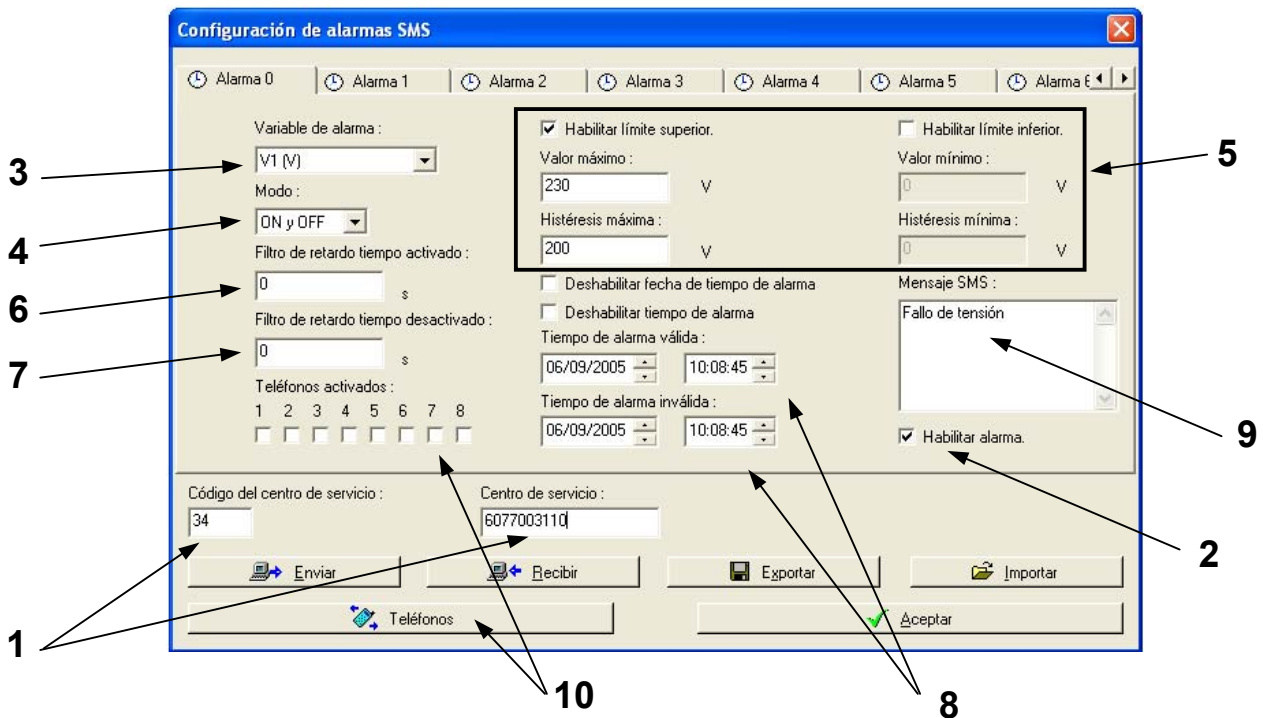 Configuración de alarmas SMS
Alarma 0 Alarma 1 Alarma 2 Alarma 3 Alarma 4 Alarma 5 Alarma 6
Variable de alarma :
V1 (V)
Modo :
ON y OFF
Filtro de retardo tiempo activado :
0 s
Filtro de retardo tiempo desactivado :
0 s
Teléfonos activados :
1 2 3 4 5 6 7 8
Habilitar límite superior.
Valor máximo :
230 V
Histéresis máxima :
200 V
Habilitar límite inferior.
Valor mínimo :
0 V
Histéresis mínima :
0 V
Deshabilitar fecha de tiempo de alarma
Deshabilitar tiempo de alarma
Tiempo de alarma válida :
06/09/2005 10:08:45
Tiempo de alarma inválida :
06/09/2005 10:08:45
Mensaje SMS :
Fallo de tensión
Habilitar alarma.
Código del centro de servicio :
34
Centro de servicio :
6077003110
Enviar Recibir Exportar Importar
Teléfonos Aceptar
3
4
6
7
1
10
8
2
9
5